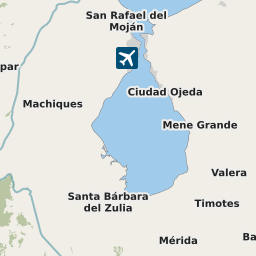 San Rafael del
Moján
par
Ciudad Ojeda
Machiques
Mene Grande
Valera
Santa Bárbara
del Zulia
Timotes
Mérida
Ba